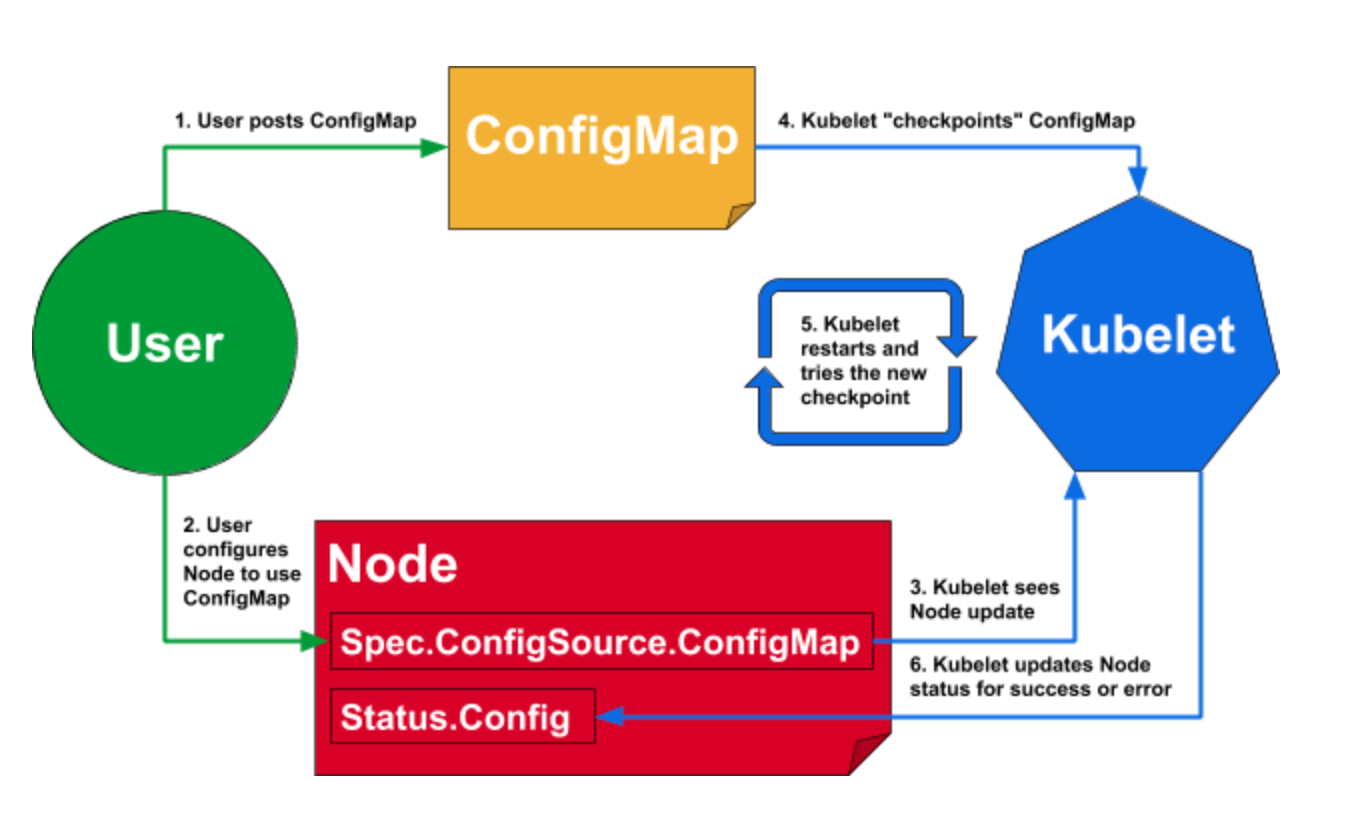 1. User posts ConfigMap
ConfigMap
4. Kubelet "checkpoints" ConfigMap
User
5. Kubelet
restarts and
tries the new
checkpoint
Kubelet
2. User
configures
Node to use
ConfigMap
Node
Spec.ConfigSource.ConfigMap
Status.Config
3. Kubelet sees
Node update
6. Kubelet updates Node
status for success or error